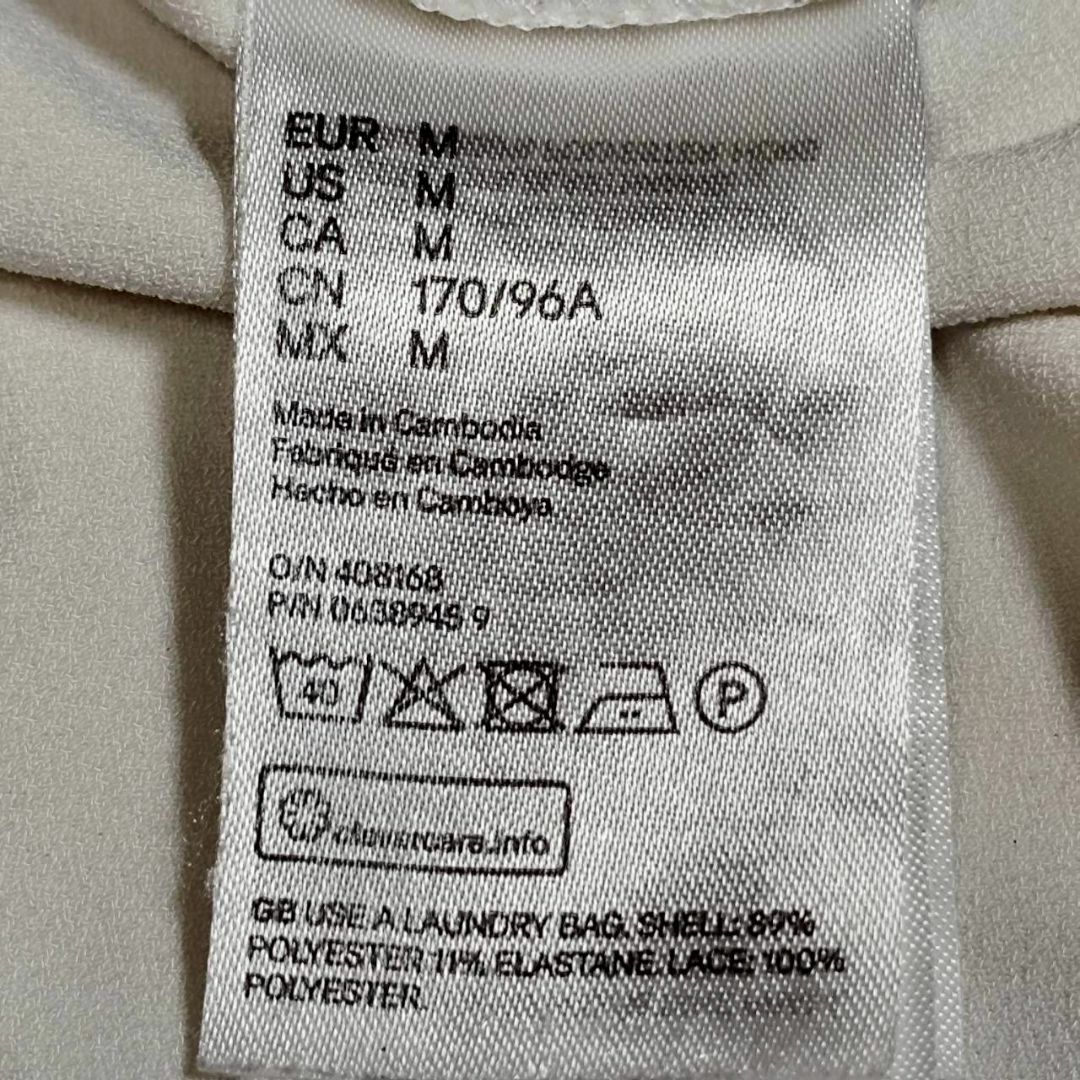 EUR M
US M
CA M
CN 170/96A
MX M
Made in Cambodia
Fabriqué en Cambodge
Hecho en Camboya
O/N 408168
P/N 0638945 9
40
P
clevercare.info
GB USE A LAUNDRY BAG. SHELL: 89%
POLYESTER 11% ELASTANE. LACE: 100%
POLYESTER.